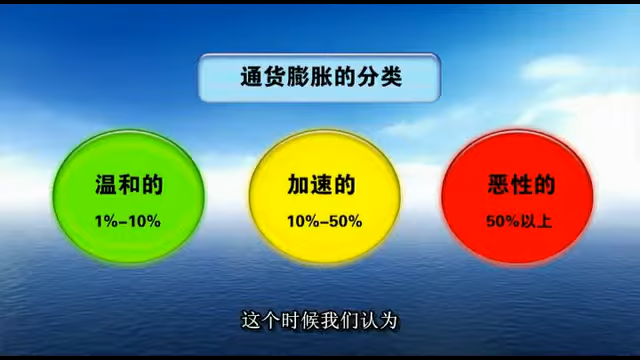 通货膨胀的分类
温和的
1%-10%
加速的
10%-50%
恶性的
50%以上
这个时候我们认为